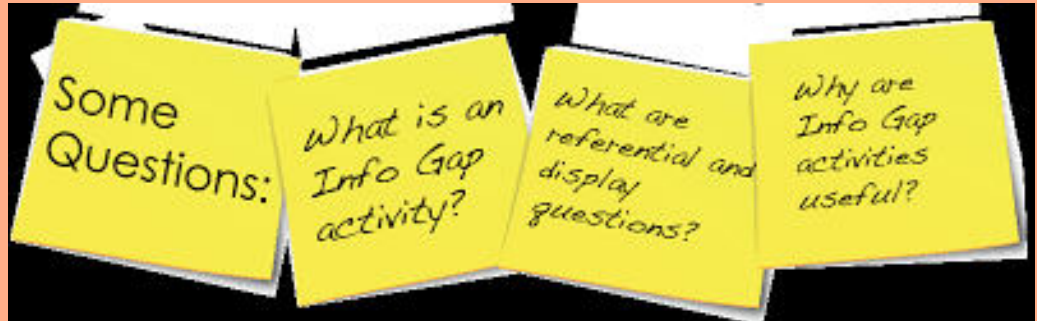 Some
Questions:
What is an
Info Gap
activity?
What are
referential and
display
questions?
Why are
Info Gap
activities
useful?